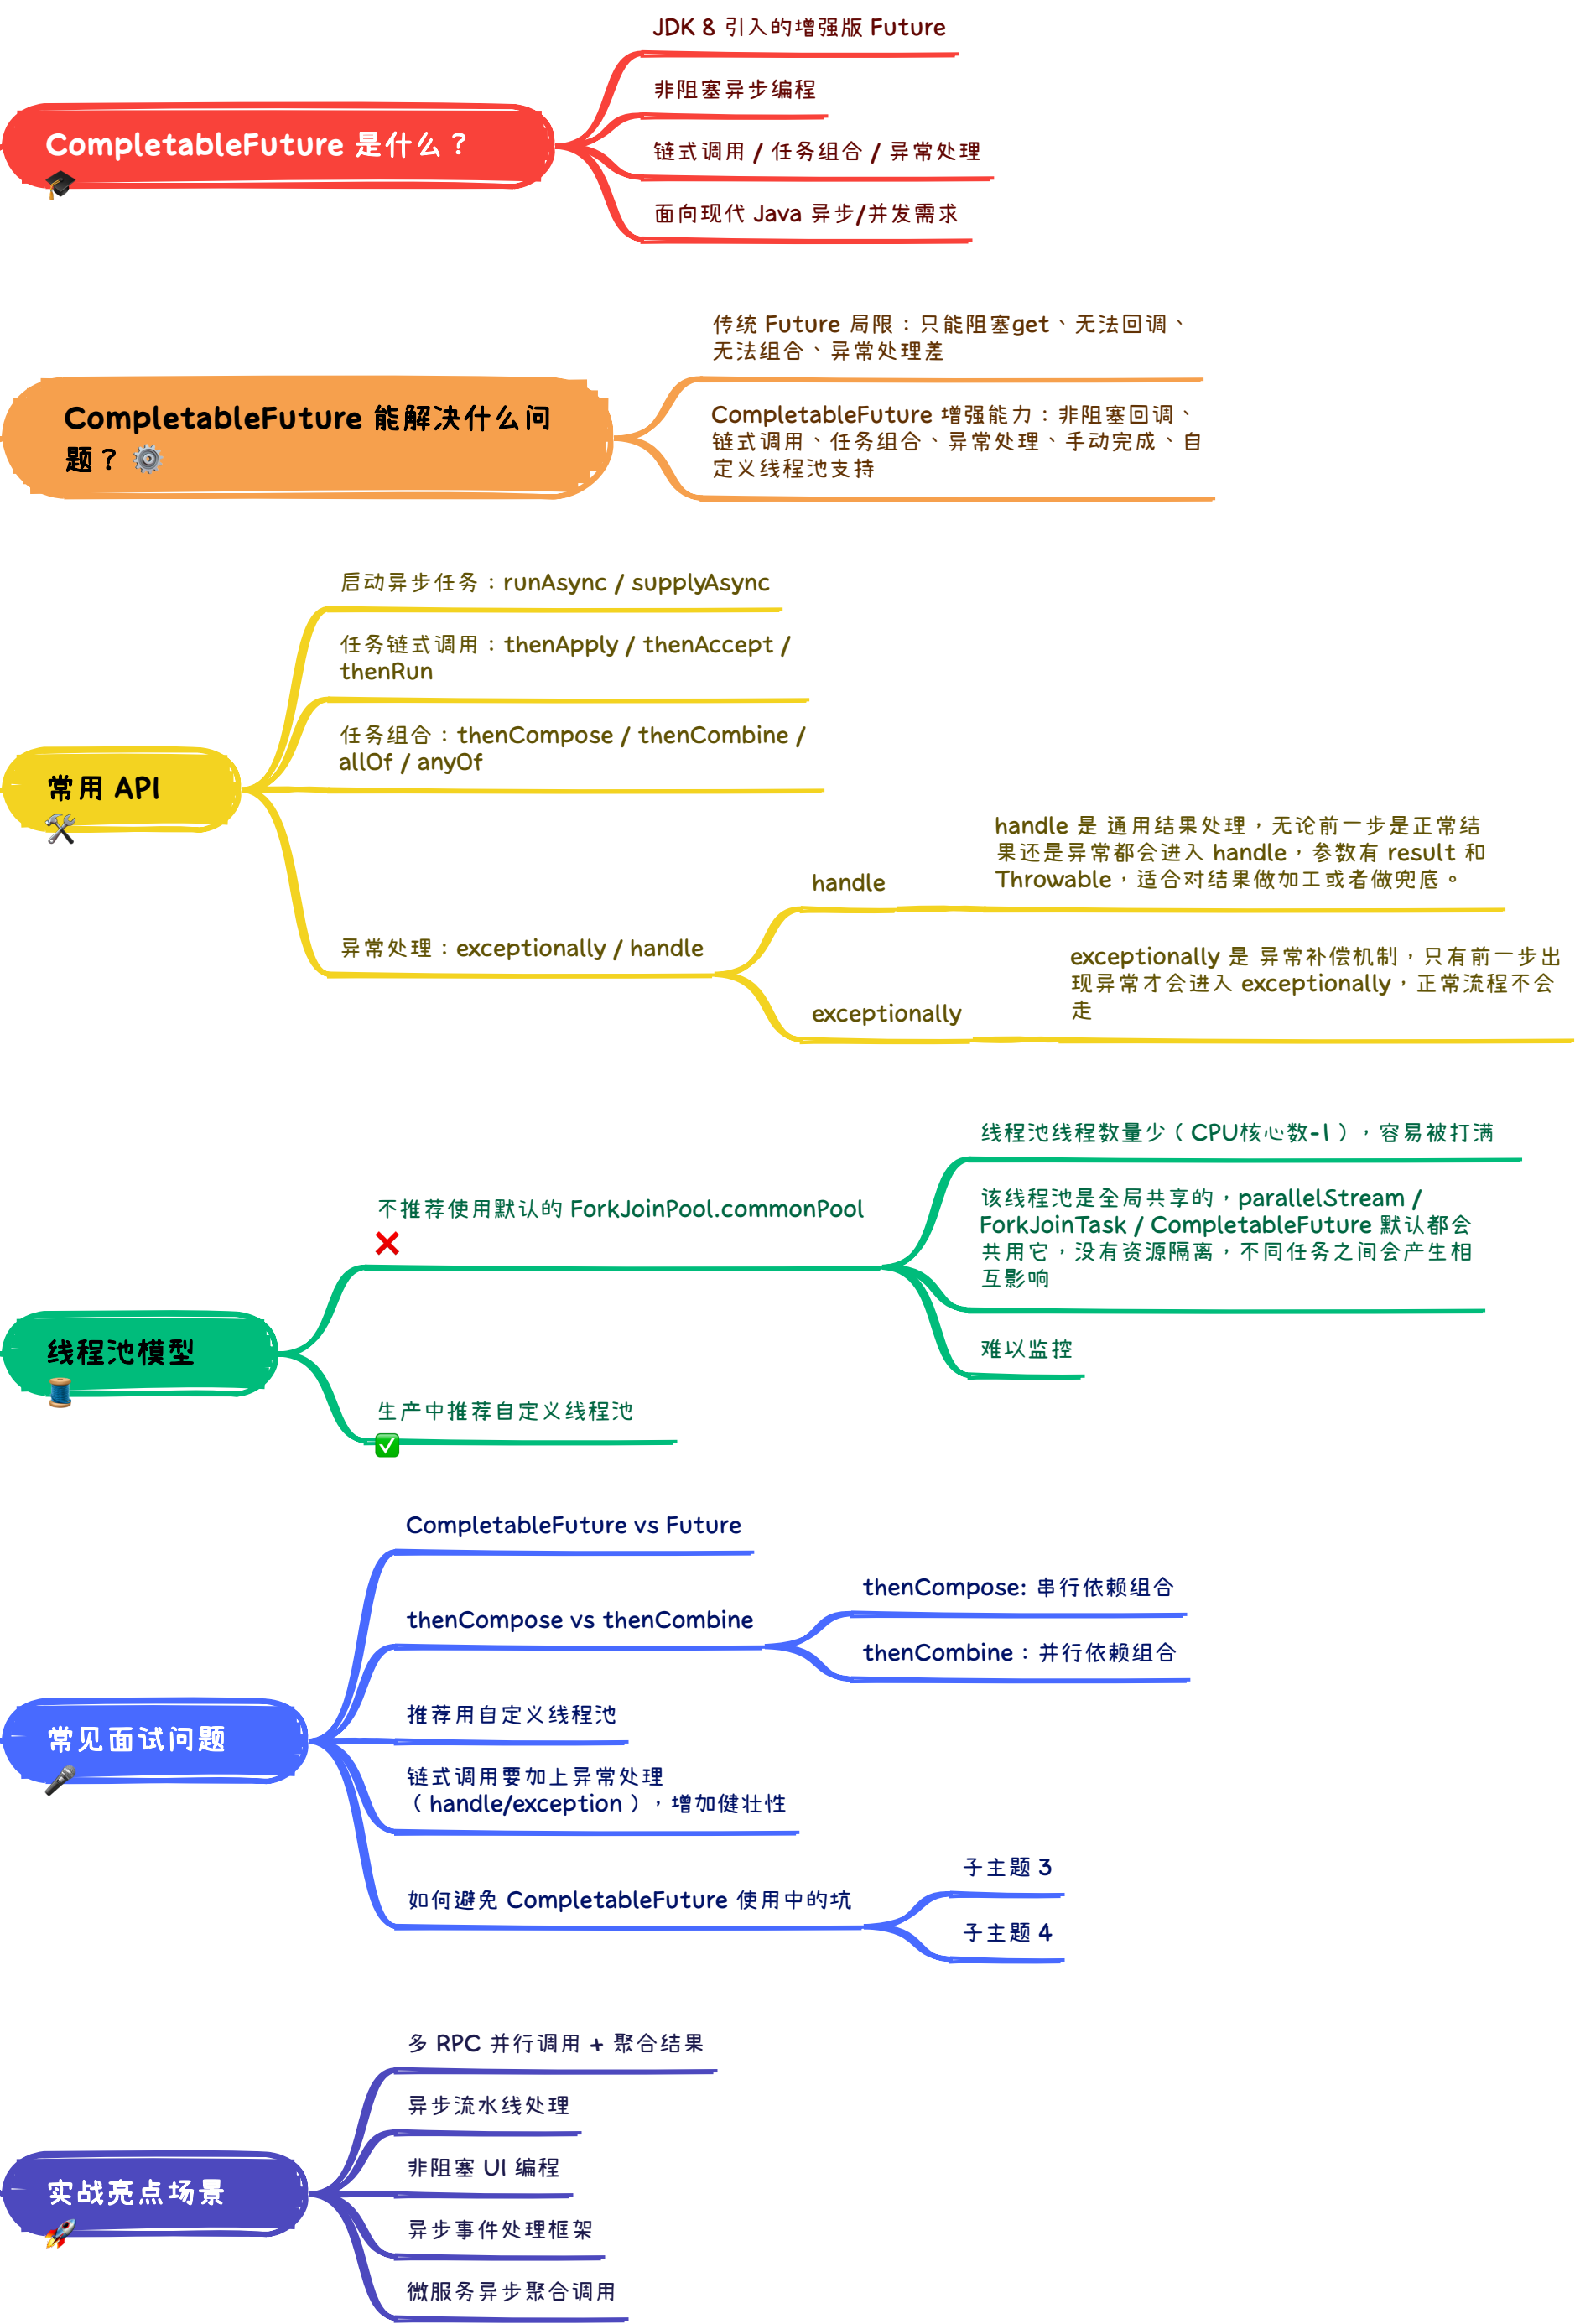 CompletableFuture 是什么？
JDK 8 引入的增强版 Future
非阻塞异步编程
链式调用 / 任务组合 / 异常处理
面向现代 Java 异步/并发需求
CompletableFuture 能解决什么问
题？
传统 Future 局限：只能阻塞get、无法回调、
无法组合、异常处理差
CompletableFuture 增强能力：非阻塞回调、
链式调用、任务组合、异常处理、手动完成、自
定义线程池支持
常用 API
启动异步任务：runAsync / supplyAsync
任务链式调用：thenApply / thenAccept /
thenRun
任务组合：thenCompose / thenCombine /
allOf / anyOf
异常处理：exceptionally / handle
handle
handle 是 通用结果处理，无论前一步是正常结
果还是异常都会进入 handle，参数有 result 和
Throwable，适合对结果做加工或者做兜底。
exceptionally
exceptionally 是 异常补偿机制，只有前一步出
现异常才会进入 exceptionally，正常流程不会
走
线程池模型
不推荐使用默认的 ForkJoinPool.commonPool
线程池线程数量少（CPU核心数-1），容易被打满
该线程池是全局共享的，parallelStream /
ForkJoinTask / CompletableFuture 默认都会
共用它，没有资源隔离，不同任务之间会产生相
互影响
难以监控
生产中推荐自定义线程池
常见面试问题
CompletableFuture vs Future
thenCompose vs thenCombine
thenCompose: 串行依赖组合
thenCombine：并行依赖组合
推荐用自定义线程池
链式调用要加上异常处理
（handle/exception），增加健壮性
如何避免 CompletableFuture 使用中的坑
子主题 3
子主题 4
实战亮点场景
多 RPC 并行调用 + 聚合结果
异步流水线处理
非阻塞 UI 编程
异步事件处理框架
微服务异步聚合调用